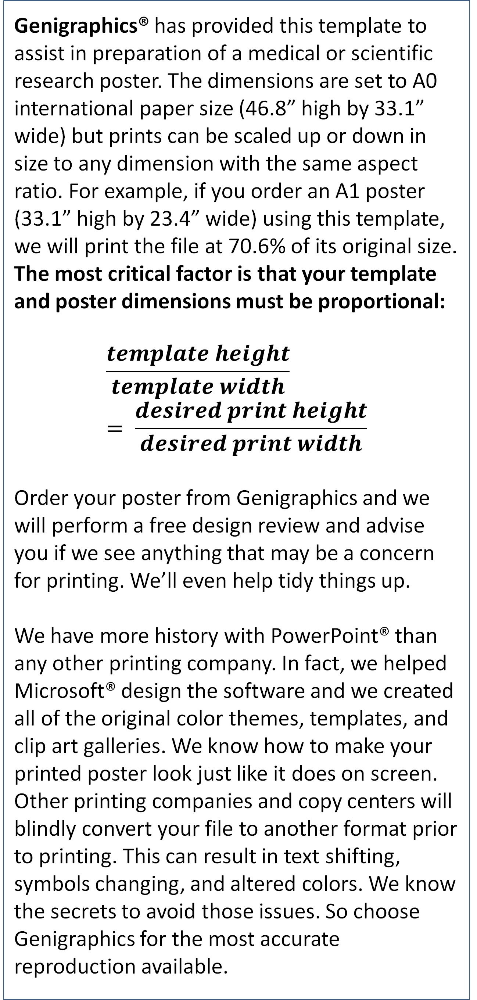 Genigraphics® has provided this template to
assist in preparation of a medical or scientific
research poster. The dimensions are set to A0
international paper size (46.8” high by 33.1”
wide) but prints can be scaled up or down in
size to any dimension with the same aspect
ratio. For example, if you order an A1 poster
(33.1” high by 23.4” wide) using this template,
we will print the file at 70.6% of its original size.
The most critical factor is that your template
and poster dimensions must be proportional:
template height
template width
desired print height
=
desired print width
Order your poster from Genigraphics and we
will perform a free design review and advise
you if we see anything that may be a concern
for printing. We’ll even help tidy things up.
We have more history with PowerPoint® than
any other printing company. In fact, we helped
Microsoft® design the software and we created
all of the original color themes, templates, and
clip art galleries. We know how to make your
printed poster look just like it does on screen.
Other printing companies and copy centers will
blindly convert your file to another format prior
to printing. This can result in text shifting,
symbols changing, and altered colors. We know
the secrets to avoid those issues. So choose
Genigraphics for the most accurate
reproduction available.